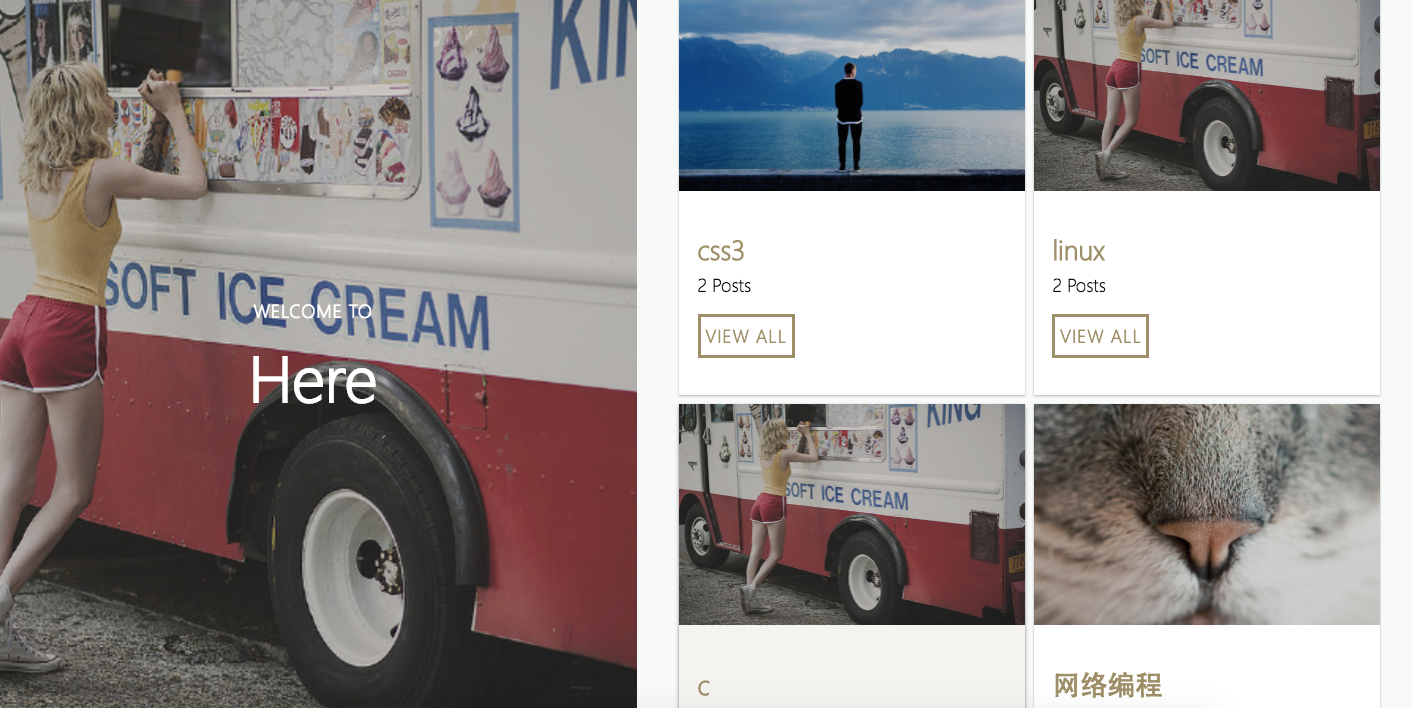 KIN
SOFT ICE CREAM
CHERRY
WELCOME TO
Here
css3
2 Posts
VIEW ALL
SOFT ICE CREAM
linux
2 Posts
VIEW ALL
KING
SOFT ICE CREAM
C
网络编程